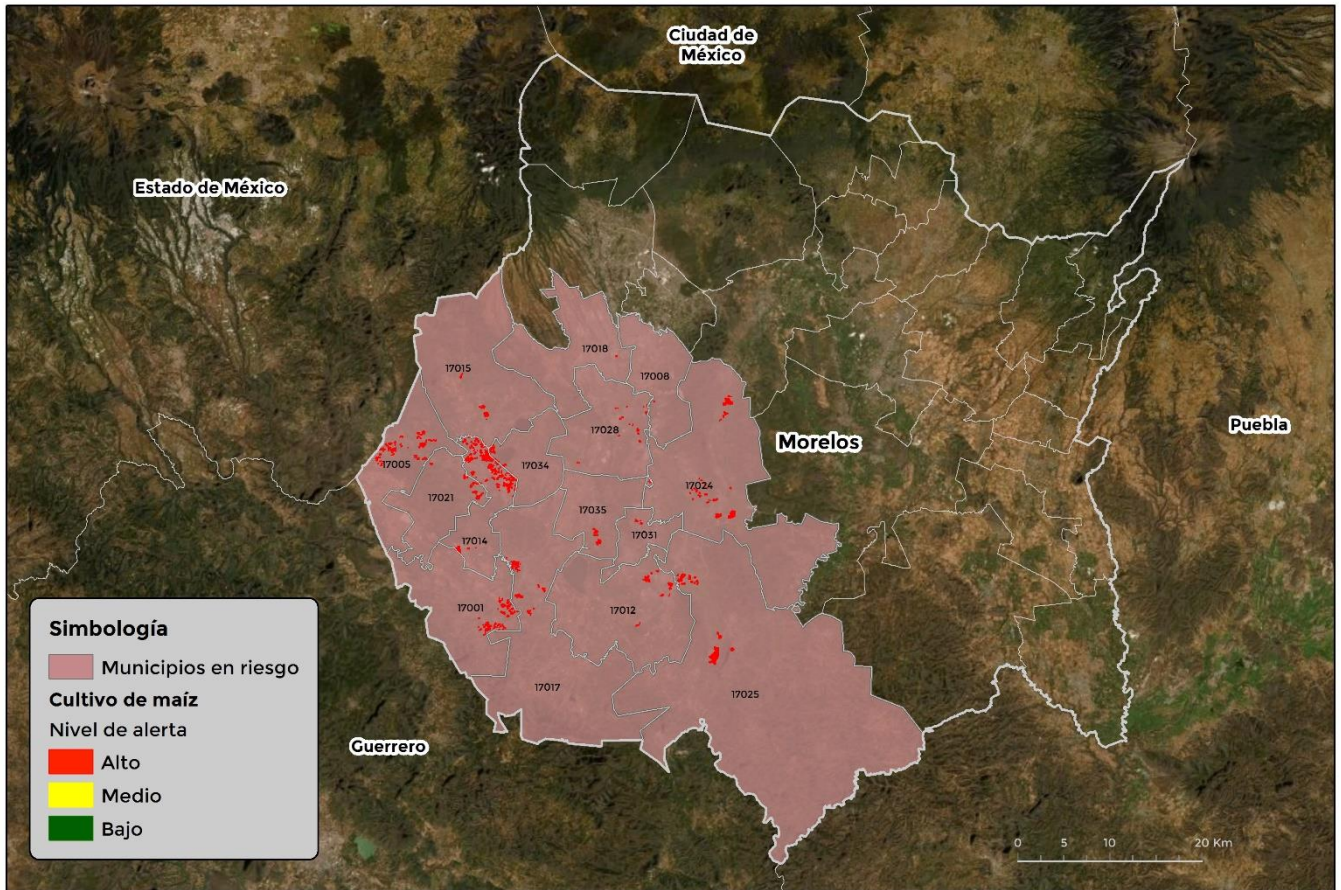 Ciudad de
México
Estado de México
17018
17015
17008
17028
Puebla
Morelos
17005
17034
17021
17024
17035
17031
17014
17001
17012
17017
17025
Guerrero
Simbología
Municipios en riesgo
Cultivo de maíz
Nivel de alerta
Alto
Medio
Bajo
0 5 10 20 Km